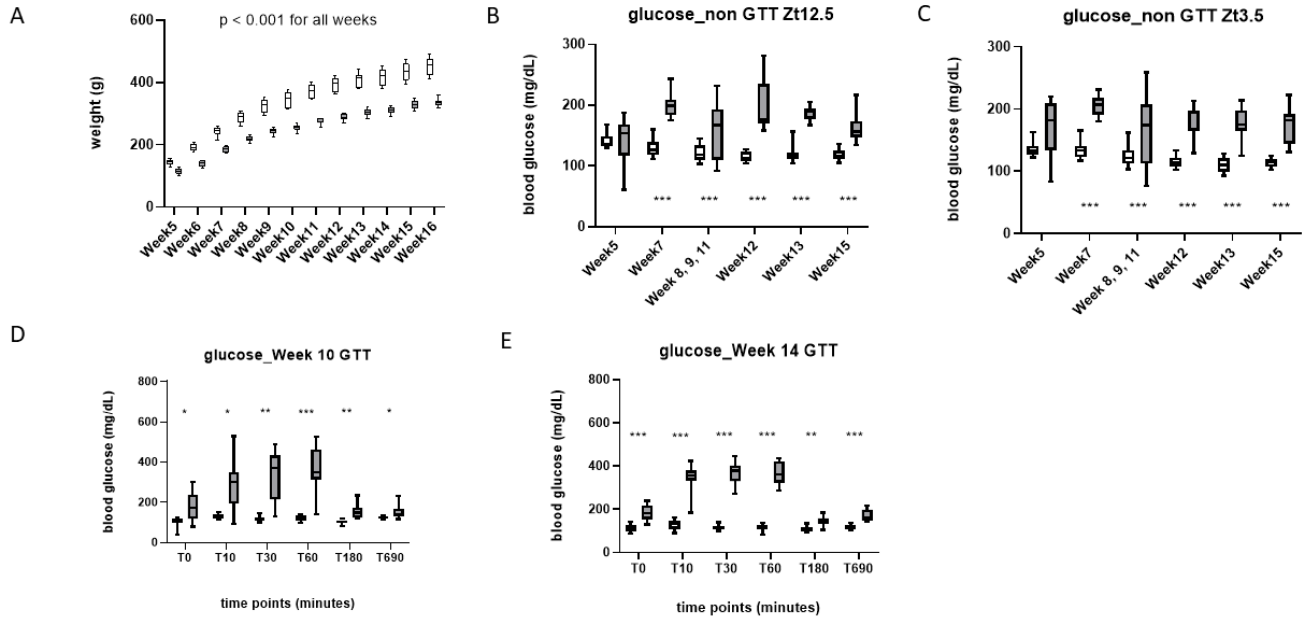 A
p < 0.001 for all weeks
weight (g)
600
400
200
0
Week5
Week6
Week7
Week8
Week9
Week10
Week11
Week12
Week13
Week14
Week15
Week16
B
glucose_non GTT Zt12.5
blood glucose (mg/dL)
300
200
100
0
*** *** *** *** ***
Week5
Week7
Week 8, 9, 11
Week12
Week13
Week15
C
glucose_non GTT Zt3.5
blood glucose (mg/dL)
300
200
100
0
*** *** *** *** ***
Week5
Week7
Week 8, 9, 11
Week12
Week13
Week15
D
glucose_Week 10 GTT
blood glucose (mg/dL)
800
600
400
200
0
* * ** *** ** *
T0 T10 T30 T60 T180 T690
time points (minutes)
E
glucose_Week 14 GTT
blood glucose (mg/dL)
800
600
400
200
0
*** *** *** *** ** ***
T0 T10 T30 T60 T180 T690
time points (minutes)